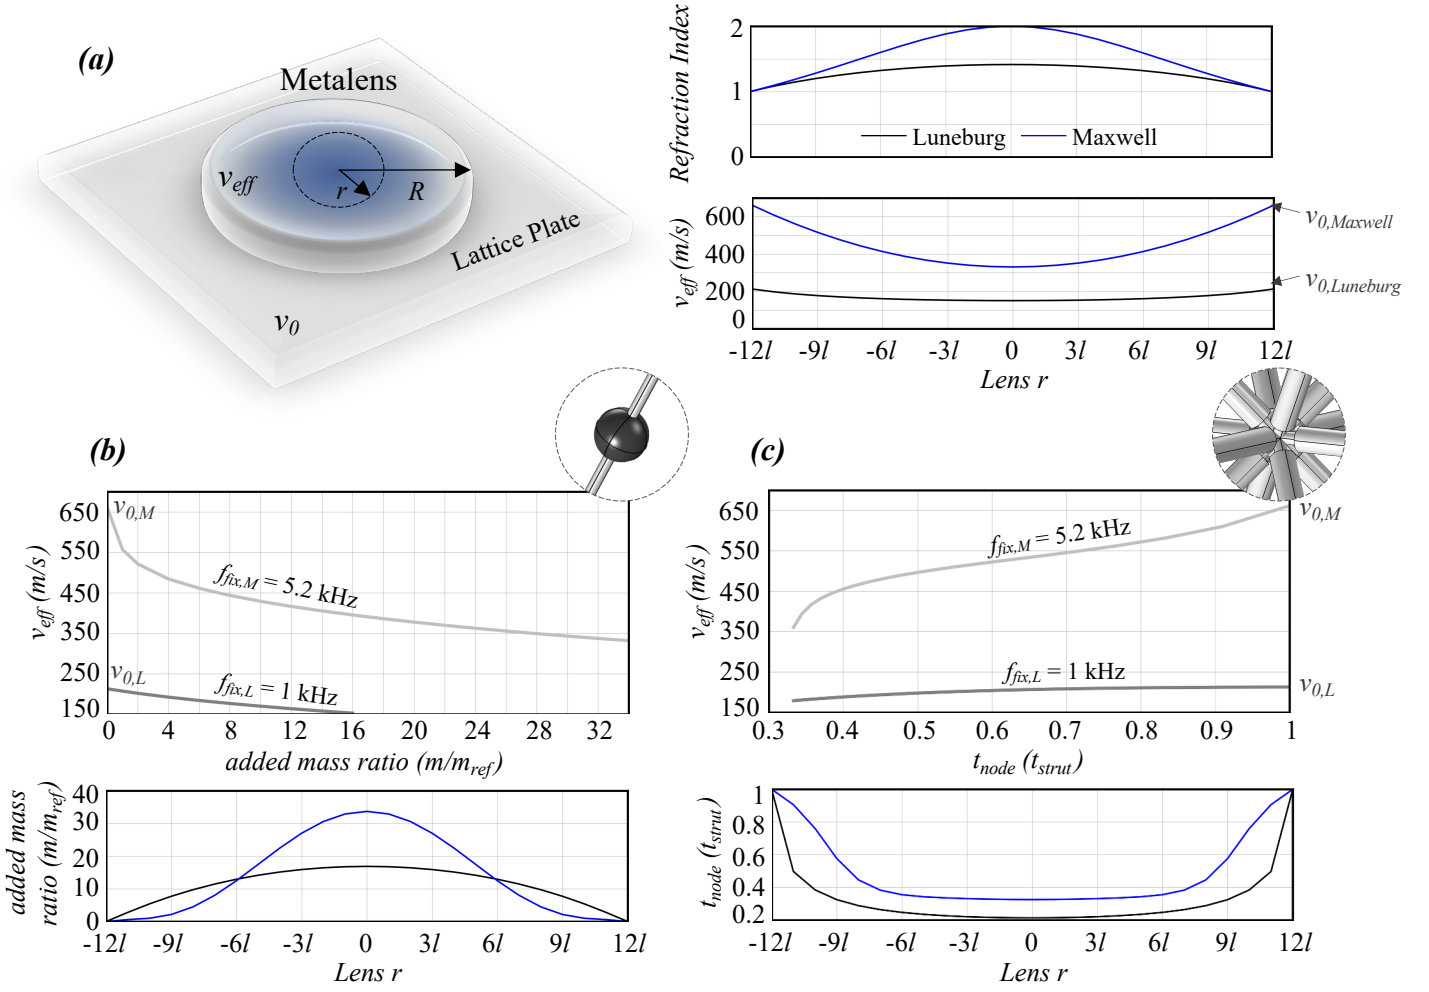 (a)
Metalens
v_eff
r
R
Lattice Plate
v_0
Refraction Index
2
1
0
Luneburg
Maxwell
v_eff (m/s)
600
400
200
0
v_0,Maxwell
v_0,Luneburg
-12l -9l -6l -3l 0 3l 6l 9l 12l
Lens r
(b)
v_eff (m/s)
650
550
450
350
250
150
v_0,M
f_fix,M = 5.2 kHz
v_0,L
f_fix,L = 1 kHz
0 4 8 12 16 20 24 28 32
added mass ratio (m/m_ref)
added mass
ratio (m/m_ref)
40
30
20
10
0
-12l -9l -6l -3l 0 3l 6l 9l 12l
Lens r
(c)
v_eff (m/s)
650
550
450
350
250
150
v_0,M
f_fix,M = 5.2 kHz
f_fix,L = 1 kHz
v_0,L
0.3 0.4 0.5 0.6 0.7 0.8 0.9 1
t_node (t_strut)
t_node (t_strut)
1
0.8
0.6
0.4
0.2
-12l -9l -6l -3l 0 3l 6l 9l 12l
Lens r